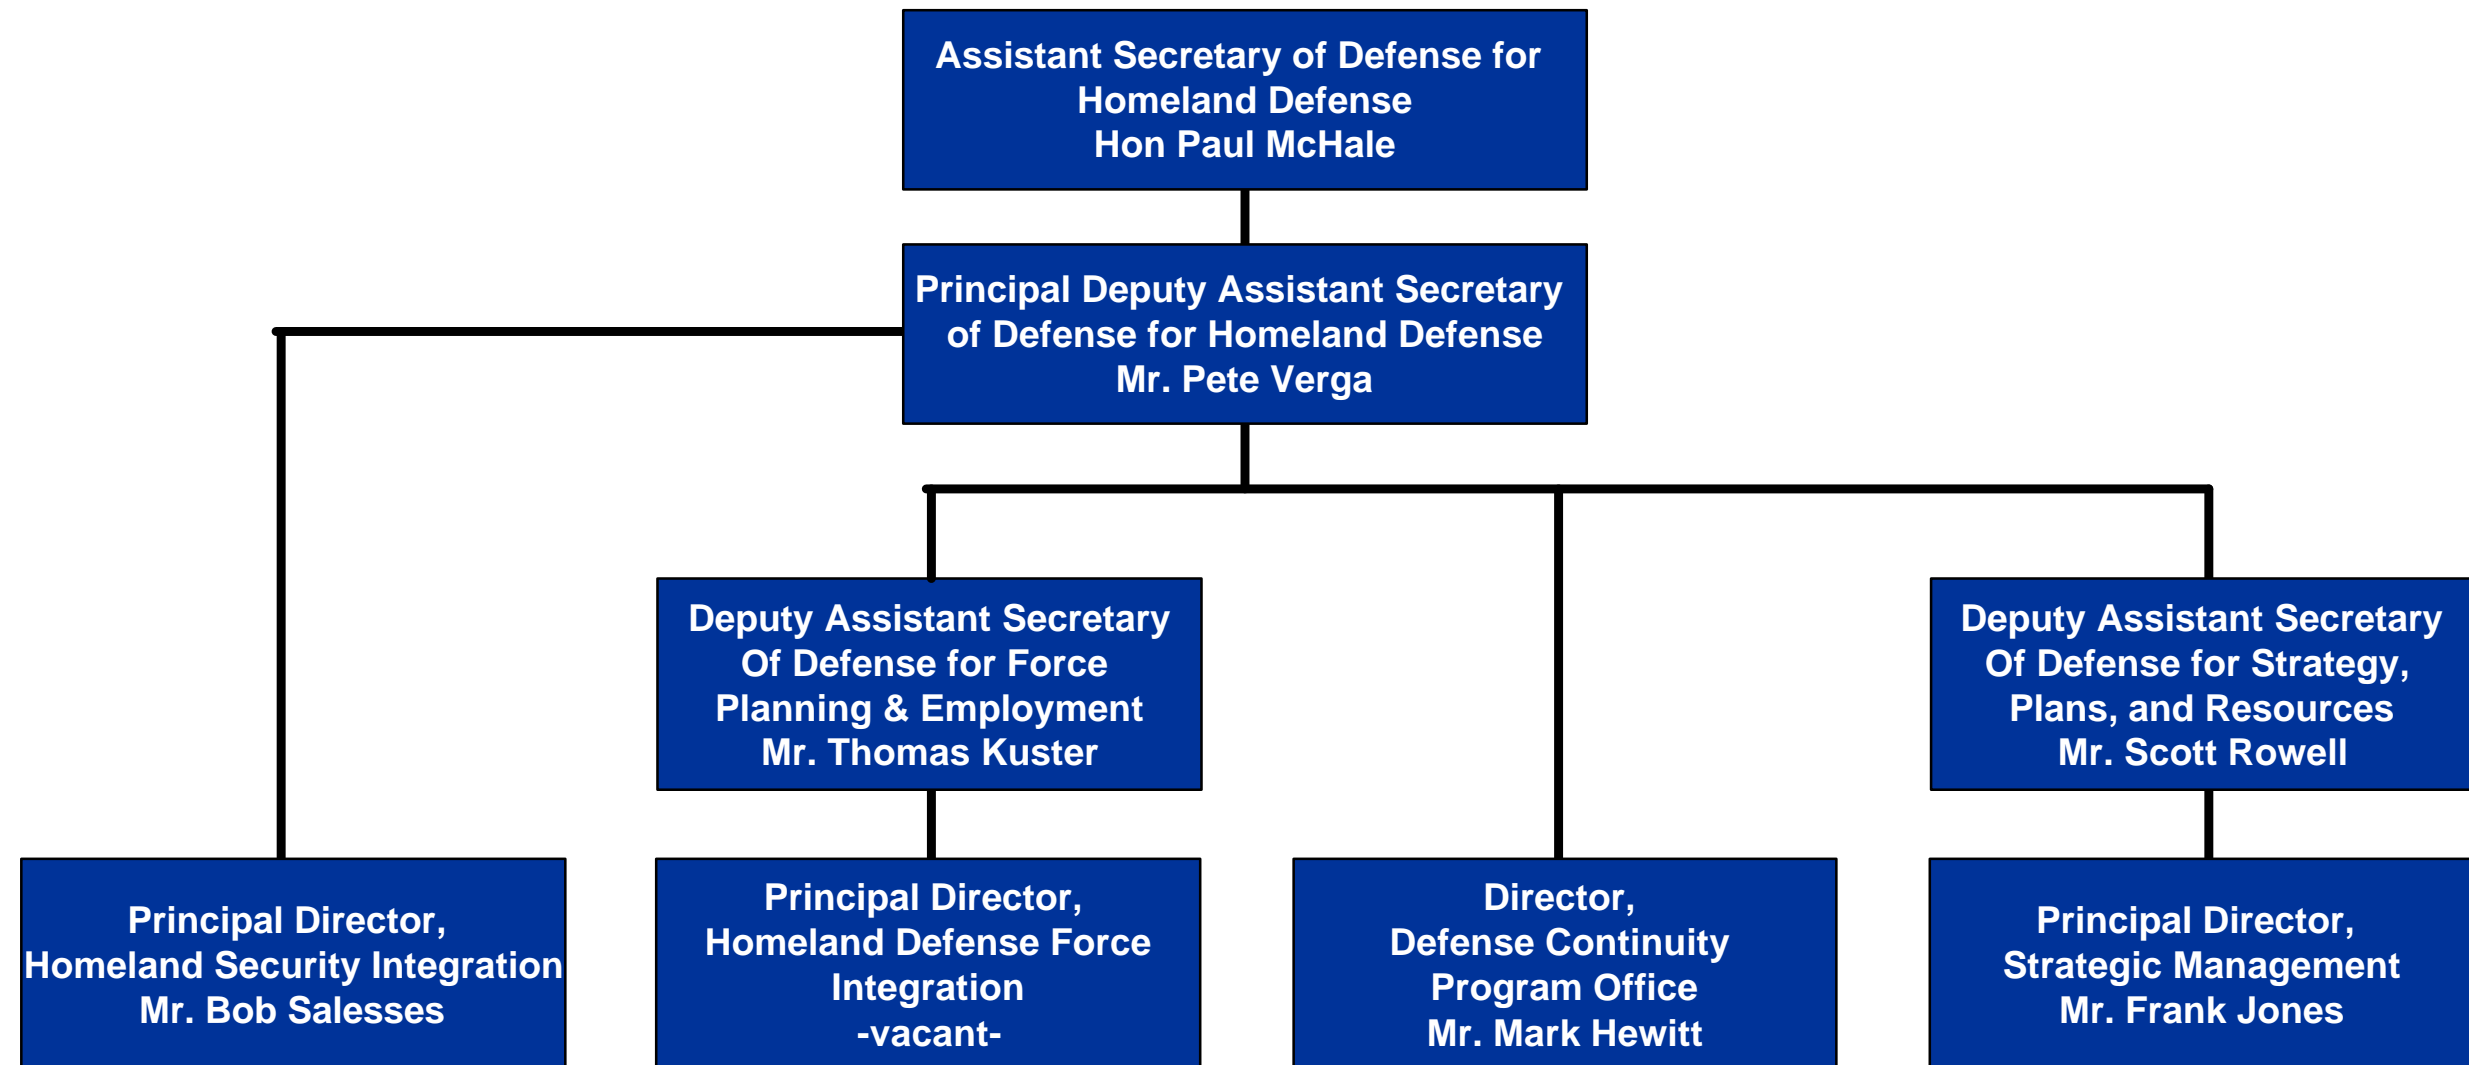 Assistant Secretary of Defense for
Homeland Defense
Hon Paul McHale
Principal Deputy Assistant Secretary
of Defense for Homeland Defense
Mr. Pete Verga
Deputy Assistant Secretary
Of Defense for Force
Planning & Employment
Mr. Thomas Kuster
Deputy Assistant Secretary
Of Defense for Strategy,
Plans, and Resources
Mr. Scott Rowell
Principal Director,
Homeland Security Integration
Mr. Bob Salesses
Principal Director,
Homeland Defense Force
Integration
-vacant-
Director,
Defense Continuity
Program Office
Mr. Mark Hewitt
Principal Director,
Strategic Management
Mr. Frank Jones